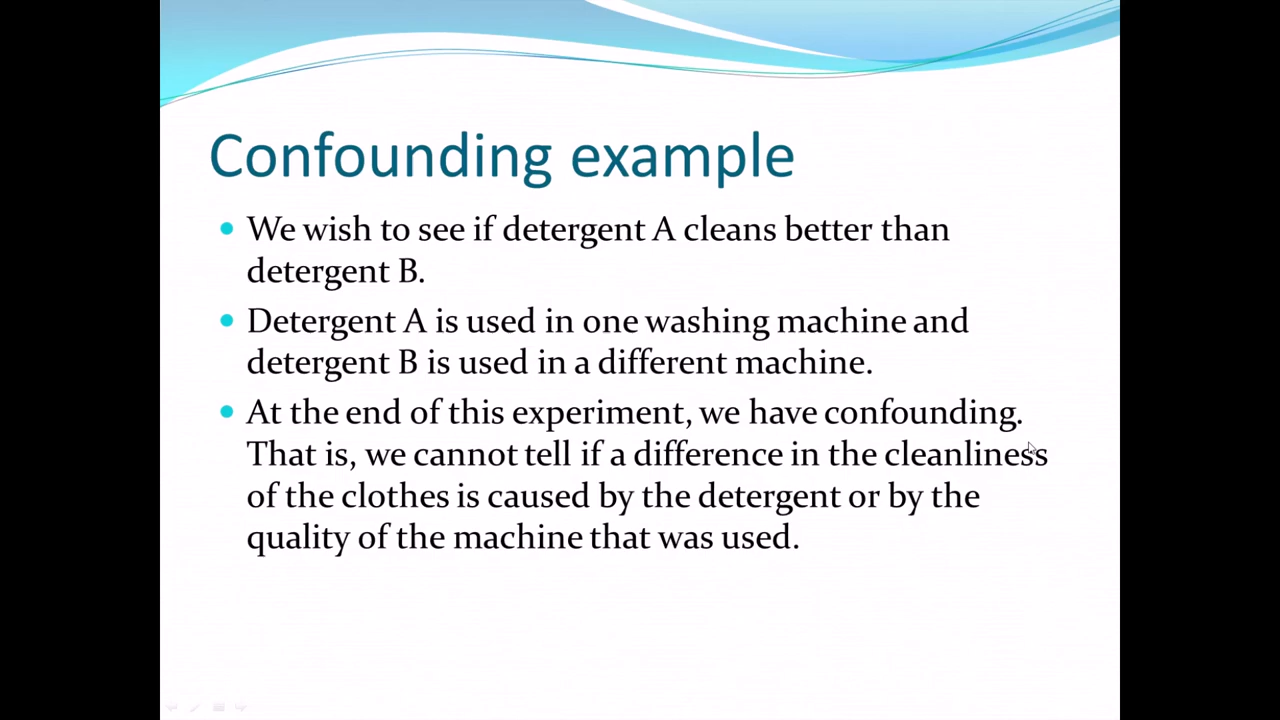 Confounding example
We wish to see if detergent A cleans better than
detergent B.
Detergent A is used in one washing machine and
detergent B is used in a different machine.
At the end of this experiment, we have confounding.
That is, we cannot tell if a difference in the cleanliness
of the clothes is caused by the detergent or by the
quality of the machine that was used.